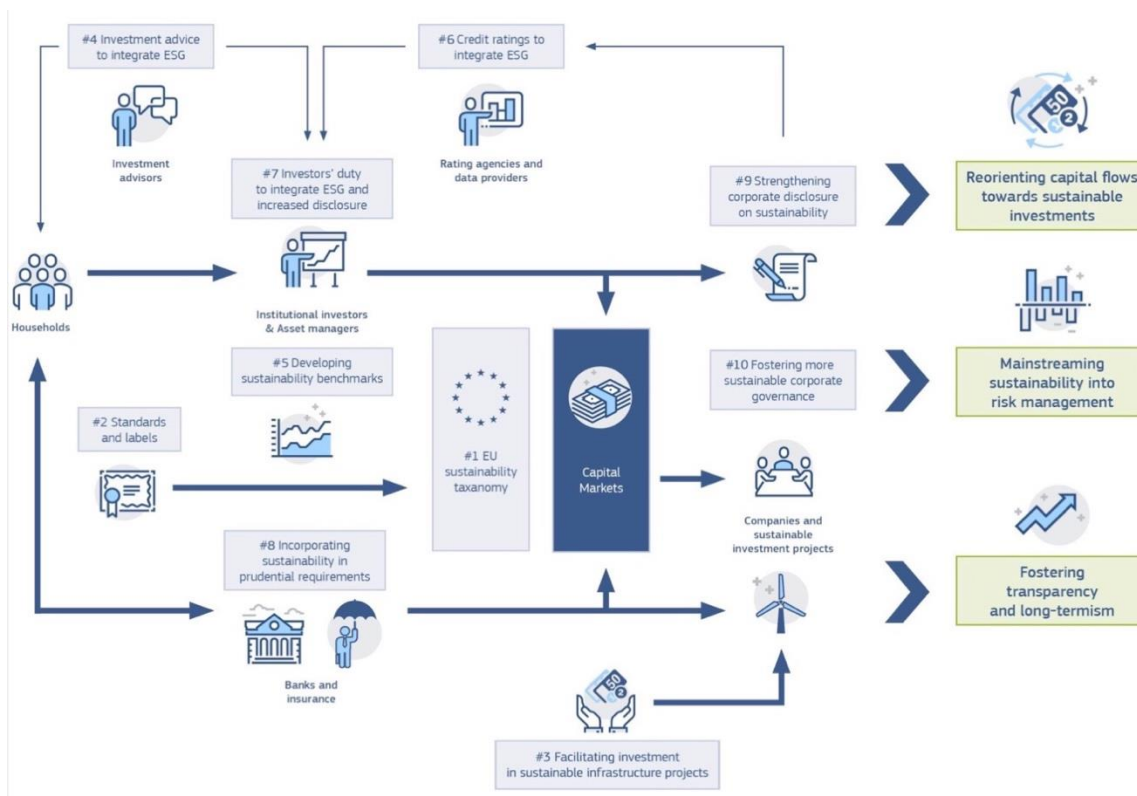 #4 Investment advice
to integrate ESG
#6 Credit ratings to
integrate ESG
Investment
advisors
Rating agencies and
data providers
#7 Investors' duty
to integrate ESG and
increased disclosure
#9 Strengthening
corporate disclosure
on sustainability
50
2
Reorienting capital flows
towards sustainable
investments
Households
Institutional investors
& Asset managers
#5 Developing
sustainability benchmarks
#2 Standards
and labels
#1 EU
sustainability
taxanomy
Capital
Markets
#10 Fostering more
sustainable corporate
governance
Mainstreaming
sustainability into
risk management
Companies and
sustainable
investment projects
#8 Incorporating
sustainability in
prudential requirements
Banks and
insurance
Fostering
transparency
and long-termism
50
2
#3 Facilitating investment
in sustainable infrastructure projects